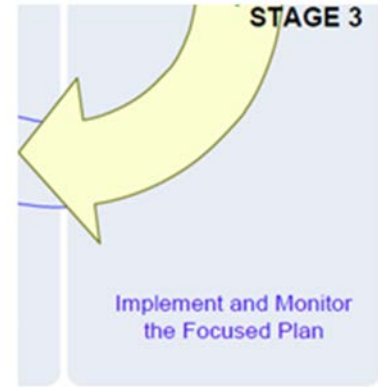 STAGE 3
Implement and Monitor
the Focused Plan